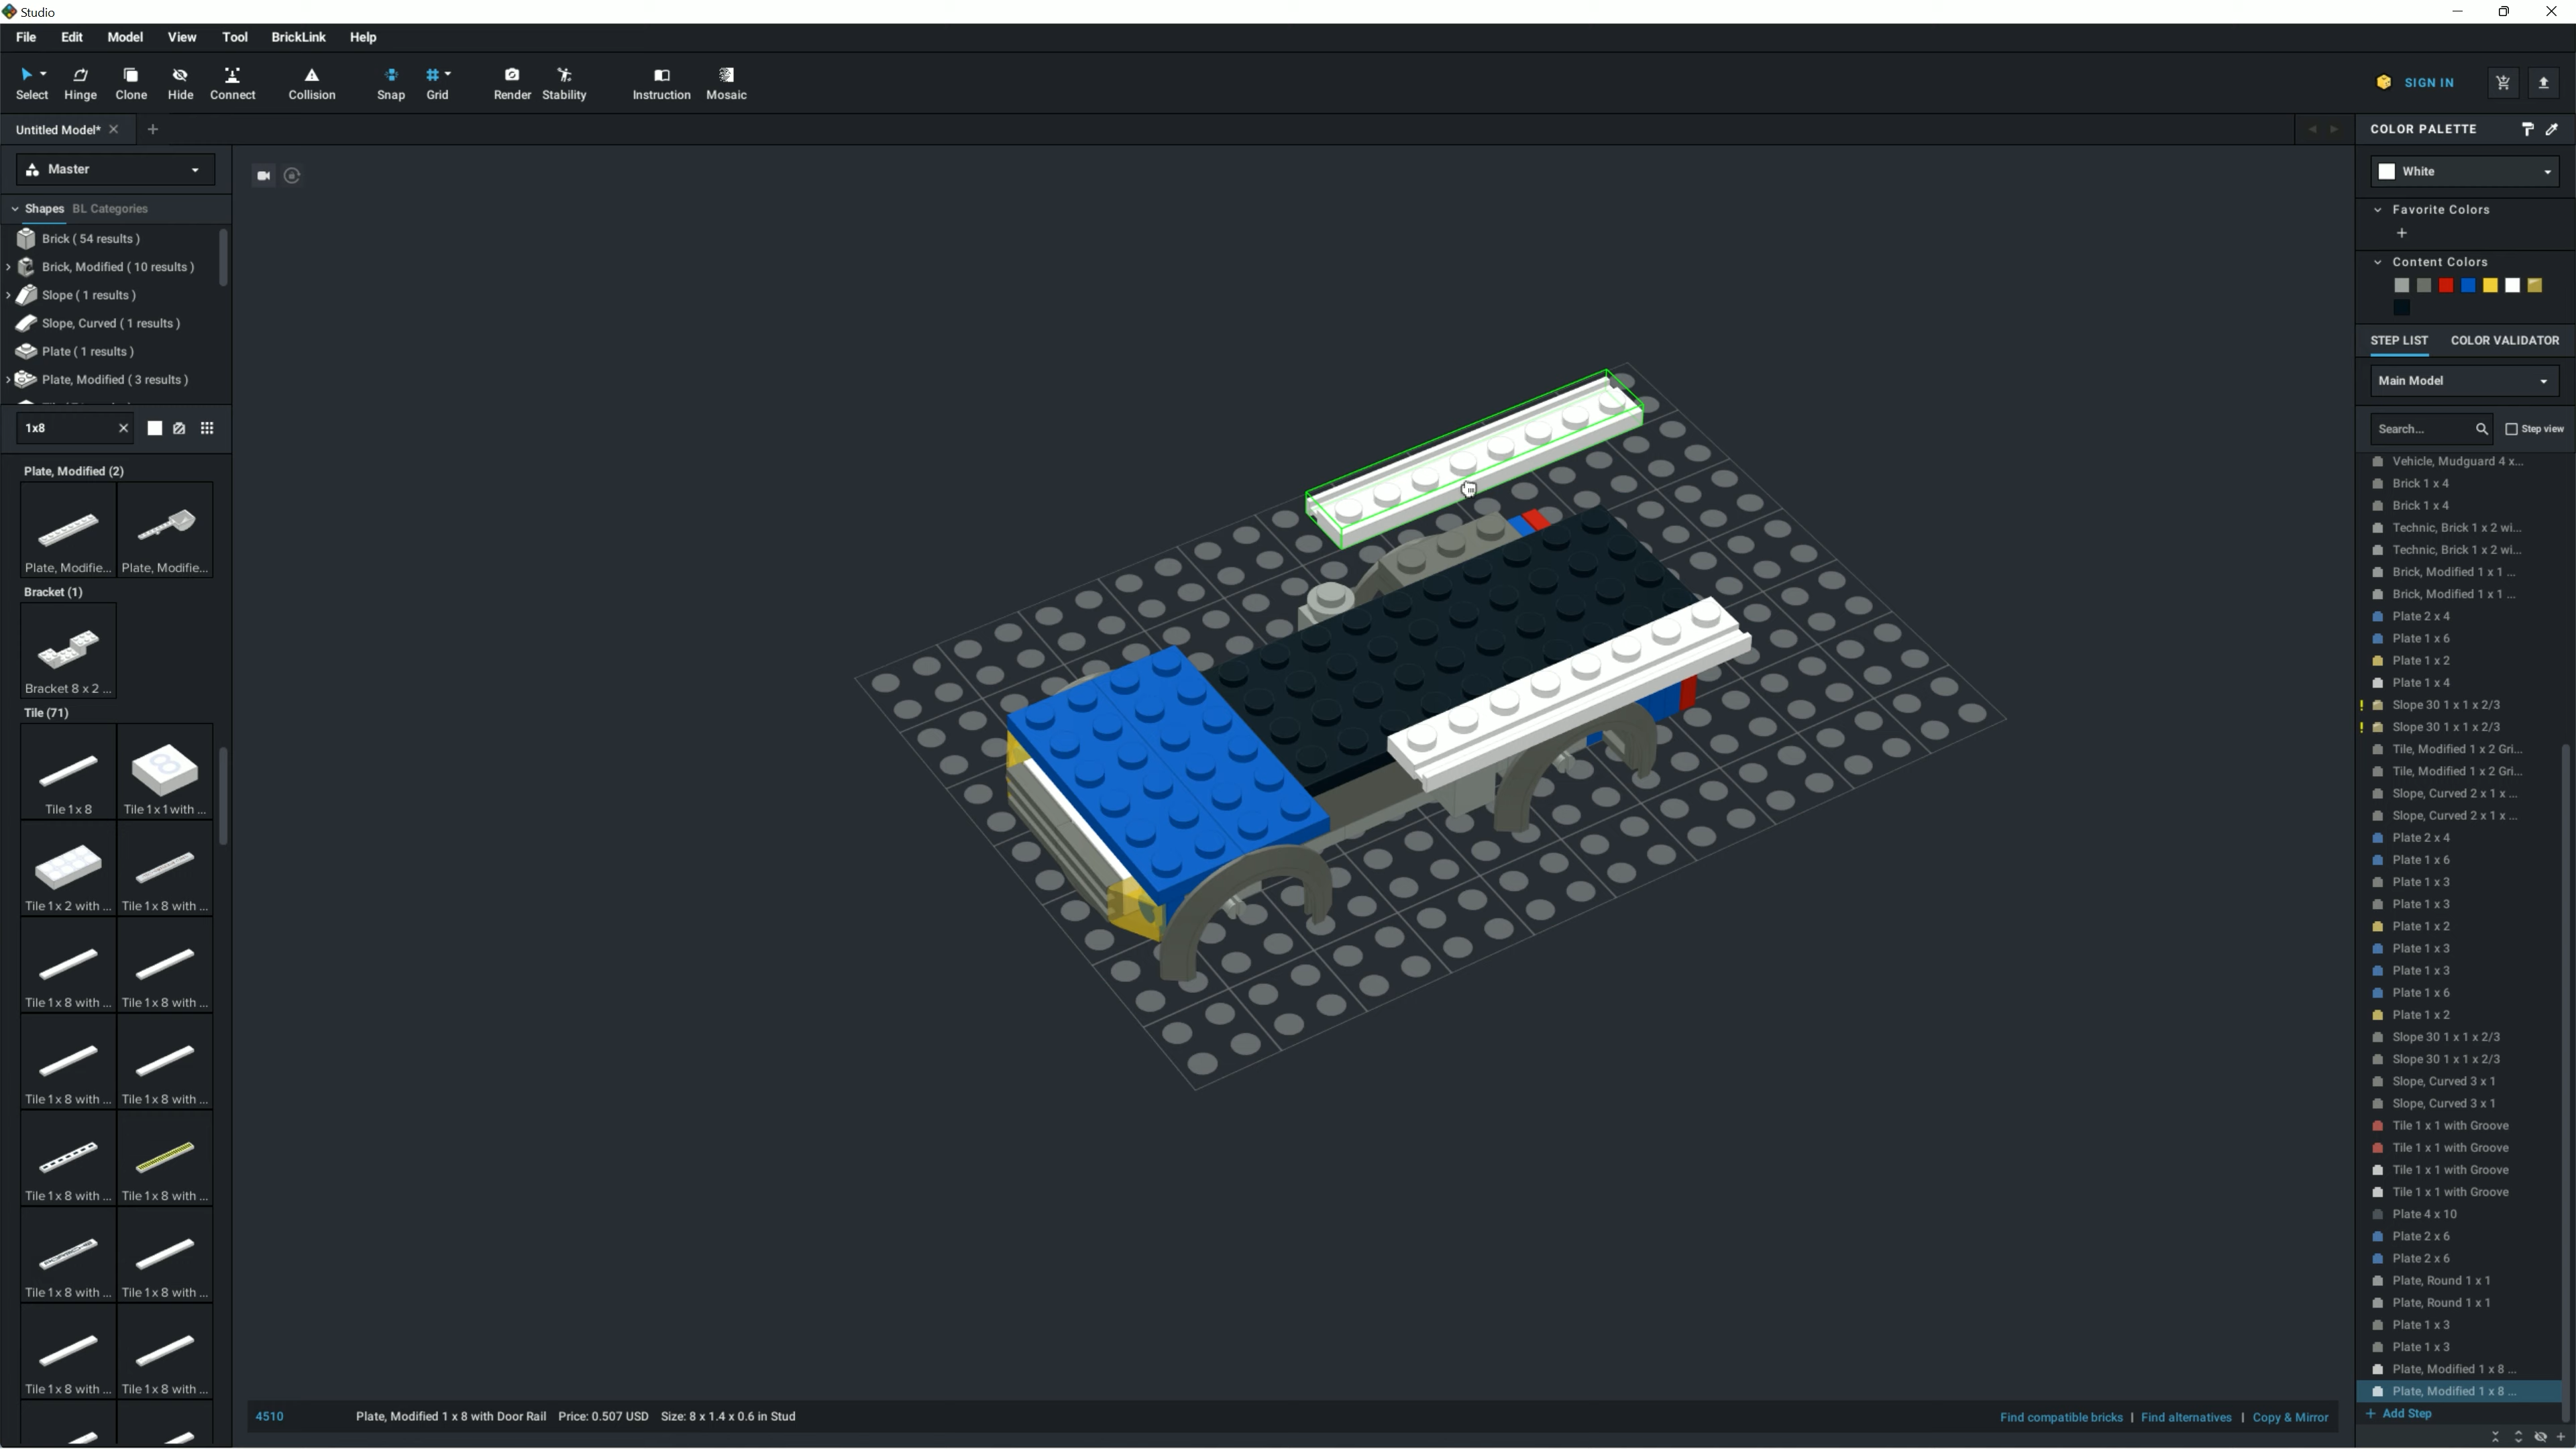 Studio
File Edit Model View Tool BrickLink Help
Select Hinge Clone Hide Connect Collision Snap Grid Render Stability Instruction Mosaic
SIGN IN
Untitled Model*
Master
Shapes BL Categories
Brick ( 54 results )
Brick, Modified ( 10 results )
Slope ( 1 results )
Slope, Curved ( 1 results )
Plate ( 1 results )
Plate, Modified ( 3 results )
1x8
Plate, Modified (2)
Plate, Modifie... Plate, Modifie...
Bracket (1)
Bracket 8 x 2 ...
Tile (71)
Tile 1 x 8 Tile 1 x 1 with ...
Tile 1 x 2 with ... Tile 1 x 8 with ...
Tile 1 x 8 with ... Tile 1 x 8 with ...
Tile 1 x 8 with ... Tile 1 x 8 with ...
Tile 1 x 8 with ... Tile 1 x 8 with ...
Tile 1 x 8 with ... Tile 1 x 8 with ...
Tile 1 x 8 with ... Tile 1 x 8 with ...
4510 Plate, Modified 1 x 8 with Door Rail Price: 0.507 USD Size: 8 x 1.4 x 0.6 in Stud
Find compatible bricks | Find alternatives | Copy & Mirror
COLOR PALETTE
White
Favorite Colors
+
Content Colors
STEP LIST COLOR VALIDATOR
Main Model
Search... Step view
Vehicle, Mudguard 4 x...
Brick 1 x 4
Brick 1 x 4
Technic, Brick 1 x 2 wi...
Technic, Brick 1 x 2 wi...
Brick, Modified 1 x 1 ...
Brick, Modified 1 x 1 ...
Plate 2 x 4
Plate 1 x 6
Plate 1 x 2
Plate 1 x 4
! Slope 30 1 x 1 x 2/3
! Slope 30 1 x 1 x 2/3
Tile, Modified 1 x 2 Gri...
Tile, Modified 1 x 2 Gri...
Slope, Curved 2 x 1 x ...
Slope, Curved 2 x 1 x ...
Plate 2 x 4
Plate 1 x 6
Plate 1 x 3
Plate 1 x 3
Plate 1 x 2
Plate 1 x 3
Plate 1 x 3
Plate 1 x 6
Plate 1 x 2
Slope 30 1 x 1 x 2/3
Slope 30 1 x 1 x 2/3
Slope, Curved 3 x 1
Slope, Curved 3 x 1
Tile 1 x 1 with Groove
Tile 1 x 1 with Groove
Tile 1 x 1 with Groove
Tile 1 x 1 with Groove
Plate 4 x 10
Plate 2 x 6
Plate 2 x 6
Plate, Round 1 x 1
Plate, Round 1 x 1
Plate 1 x 3
Plate 1 x 3
Plate, Modified 1 x 8 ...
Plate, Modified 1 x 8 ...
+ Add Step